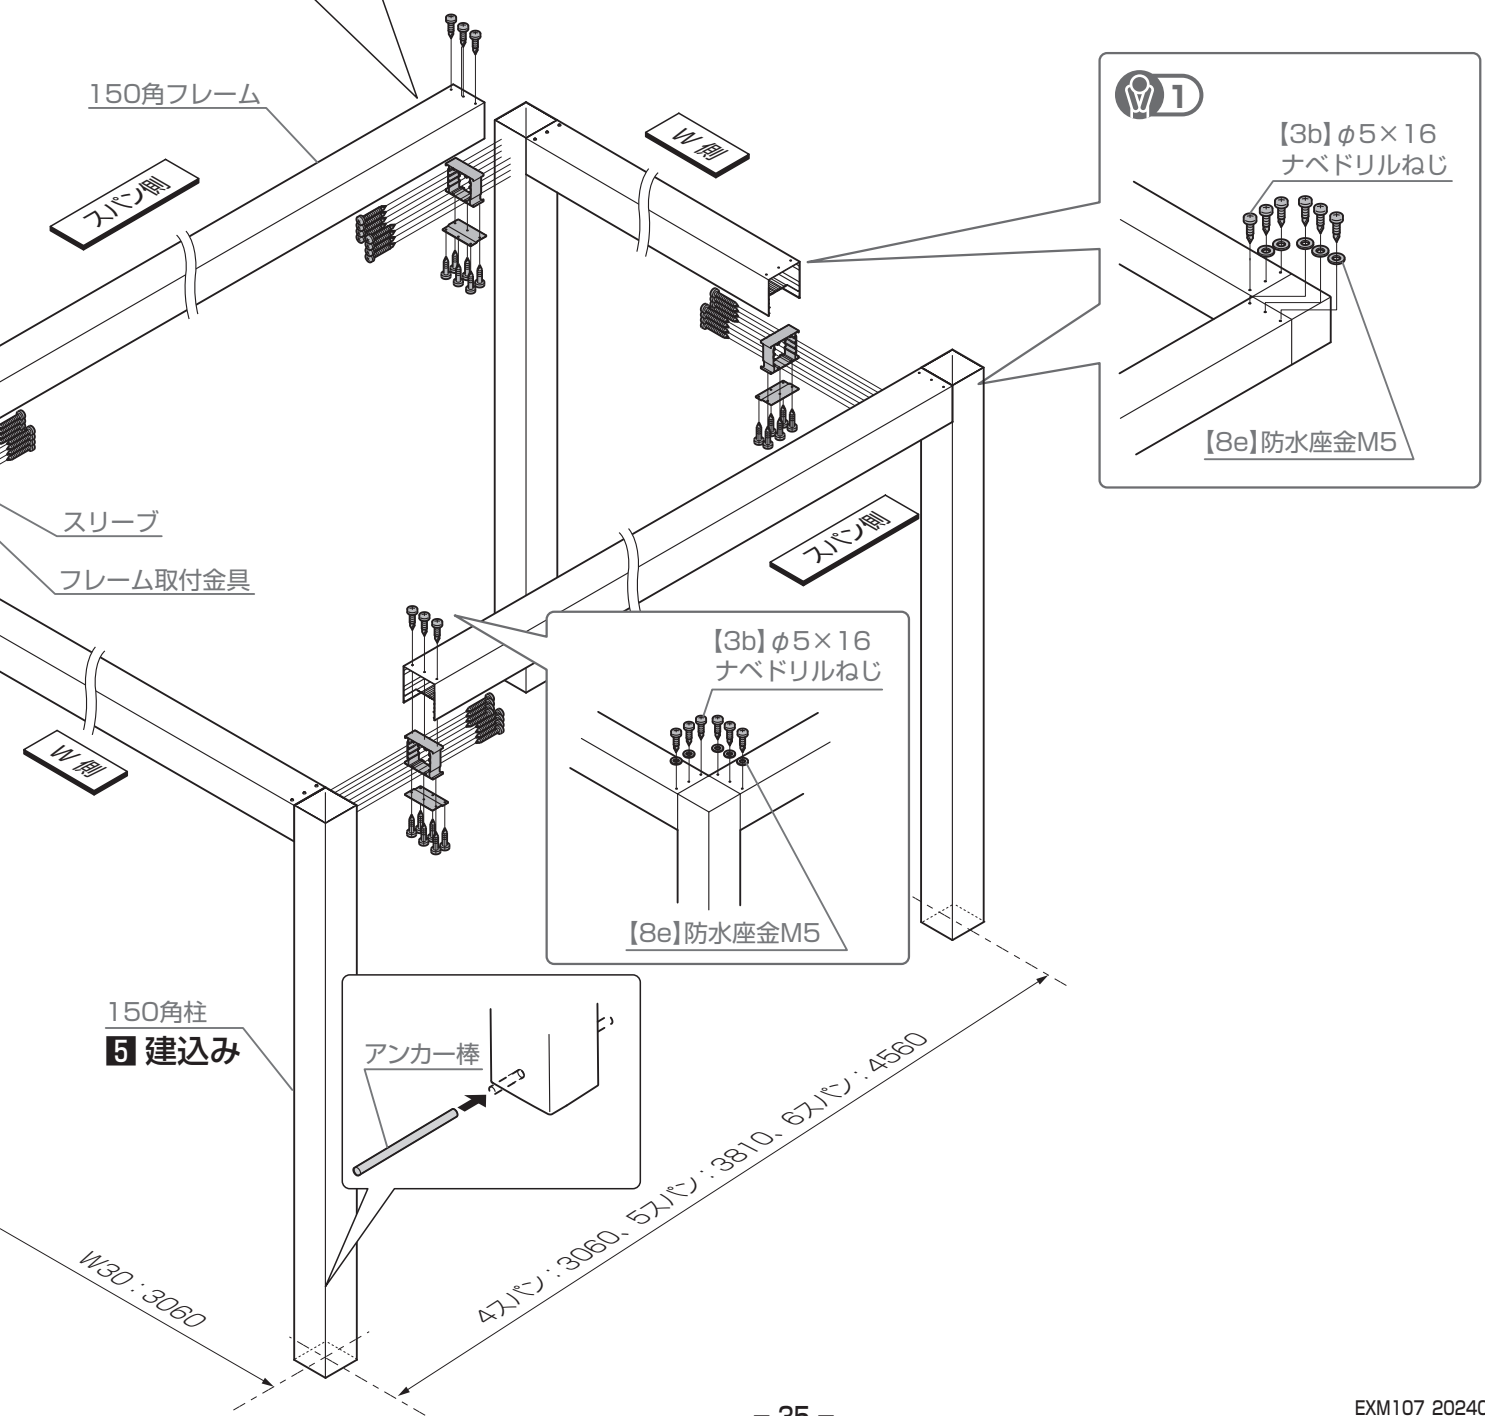 150角フレーム
スパン側
W 側
1
【3b】φ5×16
ナベドリルねじ
【8e】防水座金M5
スリーブ
フレーム取付金具
スパン側
【3b】φ5×16
ナベドリルねじ
【8e】防水座金M5
W 側
150角柱
5 建込み
アンカー棒
W30:3060
4スパン:3060、5スパン:3810、6スパン:4560
EXM107 20240